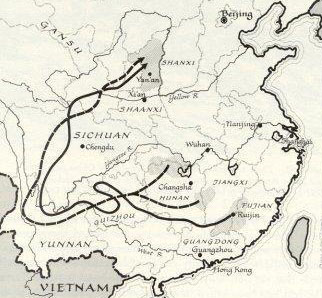 Beijing
GANSU
SHANXI
Yan'an
Xi'an
SHAANXI
Yellow R.
Nanjing
SICHUAN
Chengdu
Wuhan
Changsha
JIANGXI
HUNAN
FUJIAN
Ruijin
GUIZHOU
YUNNAN
West R.
GUANGDONG
Guangzhou
Hong Kong
VIETNAM